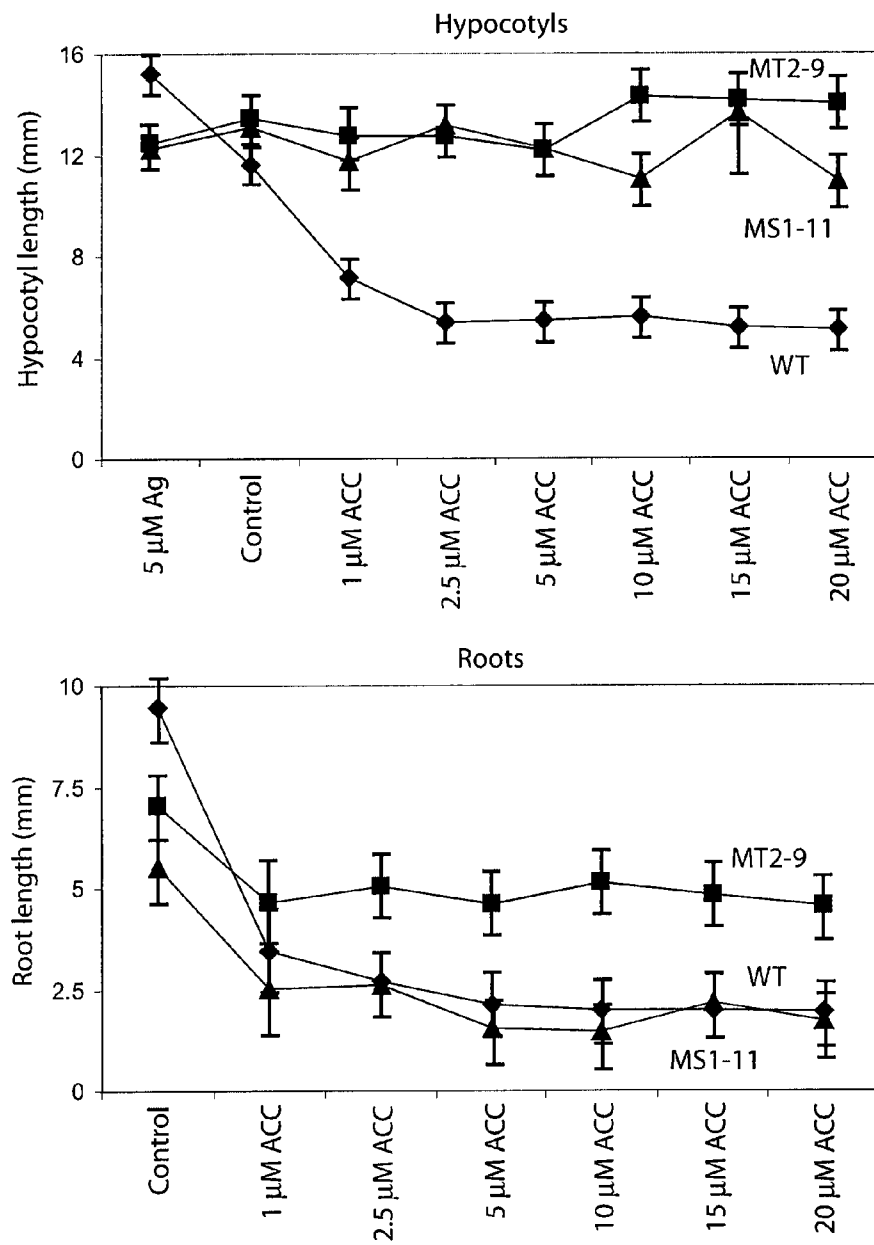 Hypocotyls
16
12
8
4
0
Hypocotyl length (mm)
MT2-9
MS1-11
WT
5 μM Ag
Control
1 μM ACC
2.5 μM ACC
5 μM ACC
10 μM ACC
15 μM ACC
20 μM ACC
Roots
10
7.5
5
2.5
0
Root length (mm)
MT2-9
WT
MS1-11
Control
1 μM ACC
2.5 μM ACC
5 μM ACC
10 μM ACC
15 μM ACC
20 μM ACC